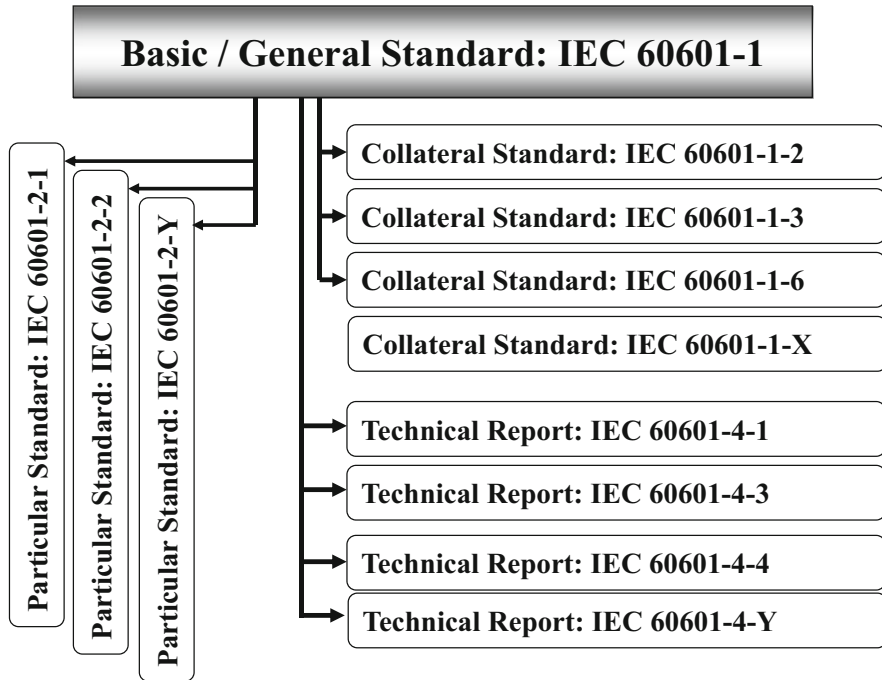 Basic / General Standard: IEC 60601-1
Particular Standard: IEC 60601-2-1
Particular Standard: IEC 60601-2-2
Particular Standard: IEC 60601-2-Y
Collateral Standard: IEC 60601-1-2
Collateral Standard: IEC 60601-1-3
Collateral Standard: IEC 60601-1-6
Collateral Standard: IEC 60601-1-X
Technical Report: IEC 60601-4-1
Technical Report: IEC 60601-4-3
Technical Report: IEC 60601-4-4
Technical Report: IEC 60601-4-Y